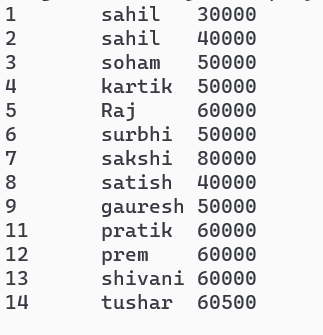 1 sahil 30000
2 sahil 40000
3 soham 50000
4 kartik 50000
5 Raj 60000
6 surbhi 50000
7 sakshi 80000
8 satish 40000
9 gauresh 50000
11 pratik 60000
12 prem 60000
13 shivani 60000
14 tushar 60500